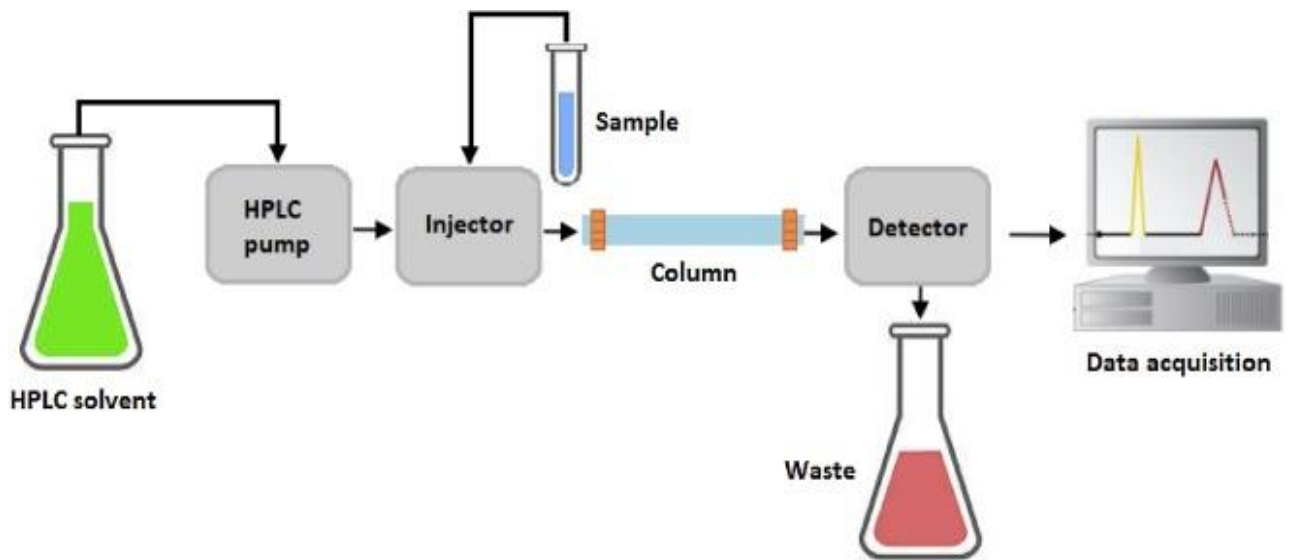 Sample
HPLC
pump
Injector
Detector
Column
HPLC solvent
Data acquisition
Waste